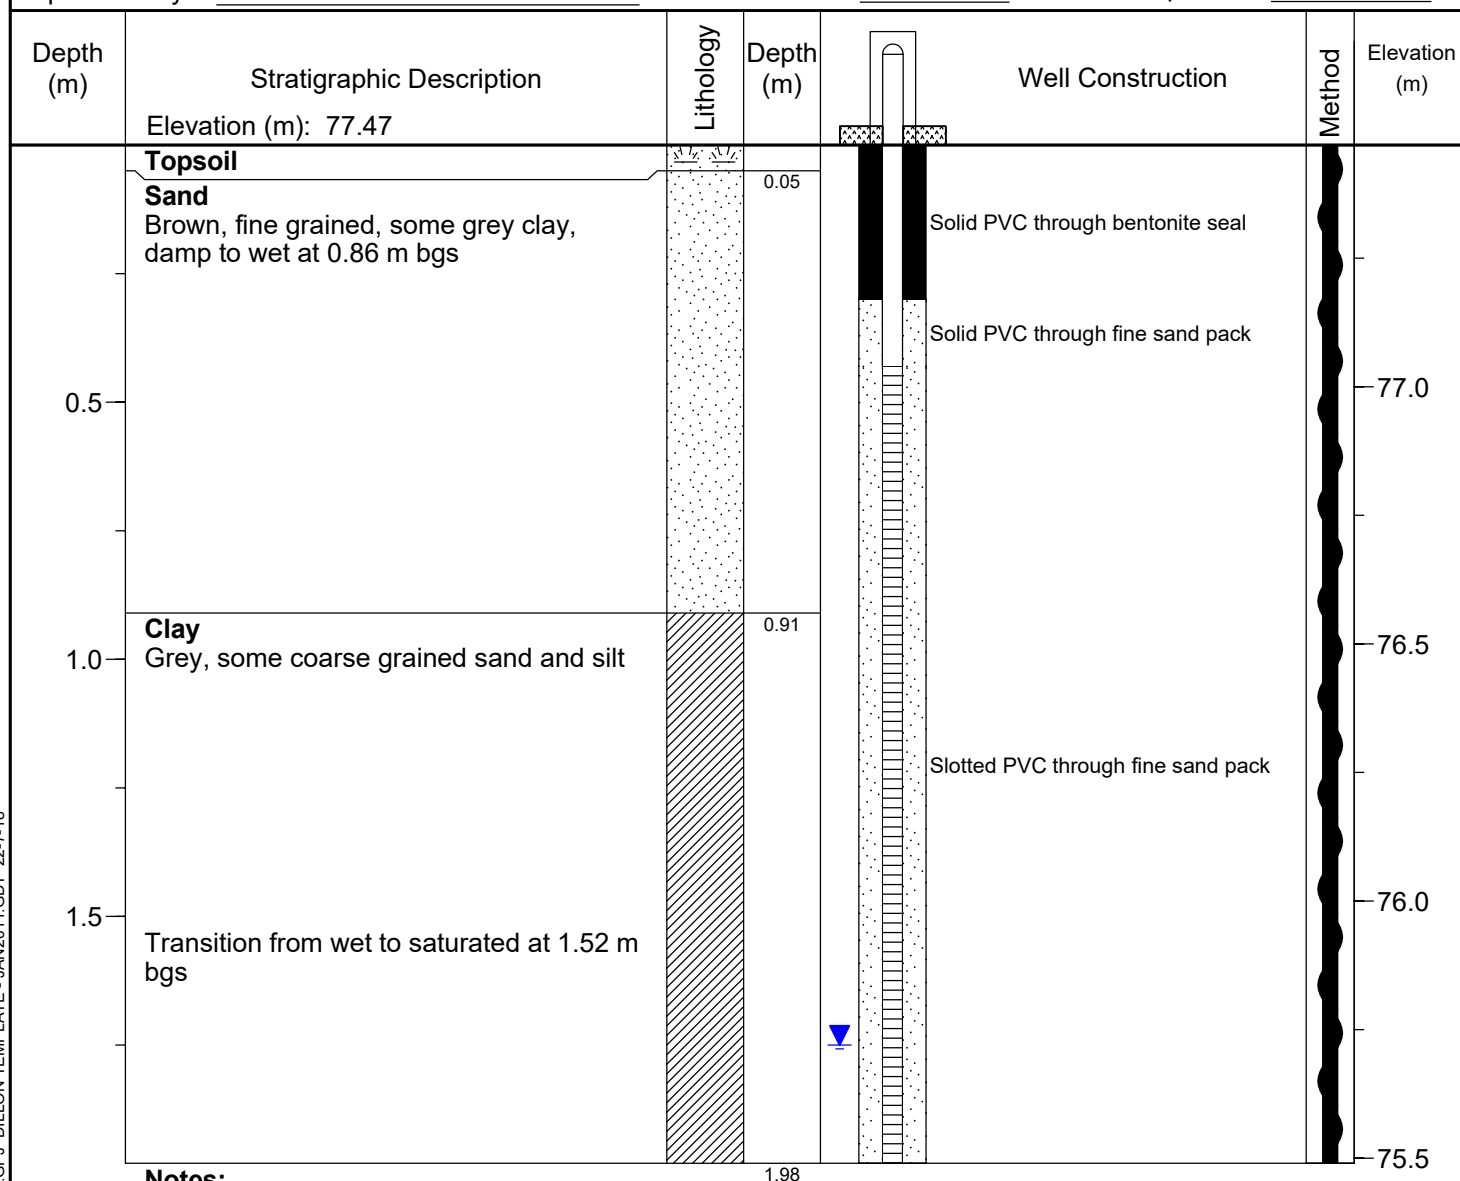 Depth
(m)
Stratigraphic Description
Elevation (m): 77.47
Lithology
Depth
(m)
Well Construction
Method
Elevation
(m)
Topsoil
0.05
Sand
Brown, fine grained, some grey clay,
damp to wet at 0.86 m bgs
Solid PVC through bentonite seal
Solid PVC through fine sand pack
0.5
77.0
0.91
Clay
Grey, some coarse grained sand and silt
1.0
76.5
Slotted PVC through fine sand pack
1.5
76.0
Transition from wet to saturated at 1.52 m
bgs
75.5
Notes:
1.98